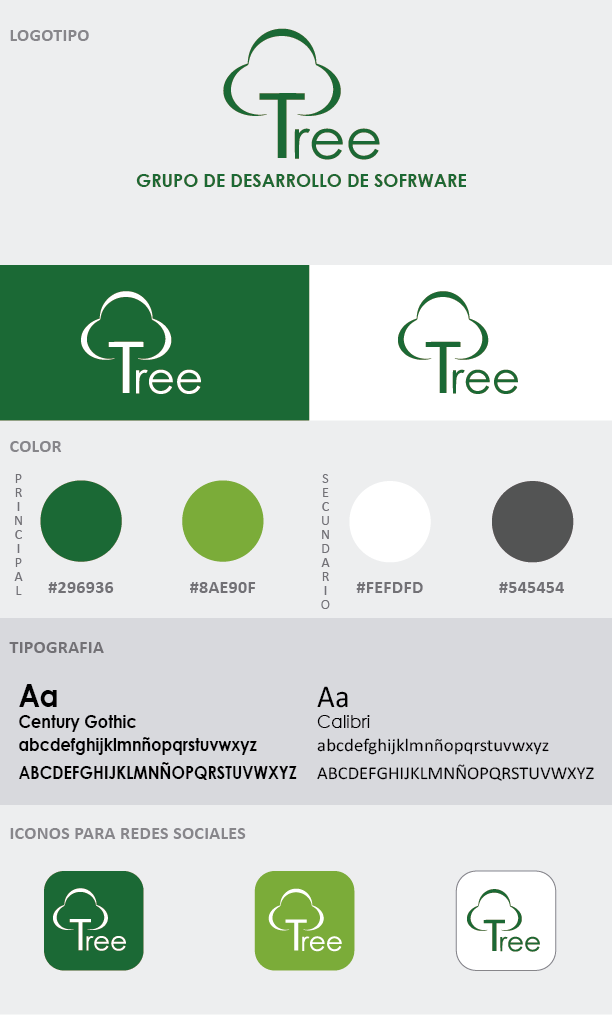 LOGOTIPO
Tree
GRUPO DE DESARROLLO DE SOFRWARE
Tree
Tree
COLOR
PRINCIPAL
SECUNDARIO
#296936
#8AE90F
#FEFDFD
#545454
TIPOGRAFIA
Aa
Century Gothic
abcdefghijklmnñopqrstuvwxyz
ABCDEFGHIJKLMNÑOPQRSTUVWXYZ
Aa
Calibri
abcdefghijklmnñopqrstuvwxyz
ABCDEFGHIJKLMNÑOPQRSTUVWXYZ
ICONOS PARA REDES SOCIALES
Tree
Tree
Tree